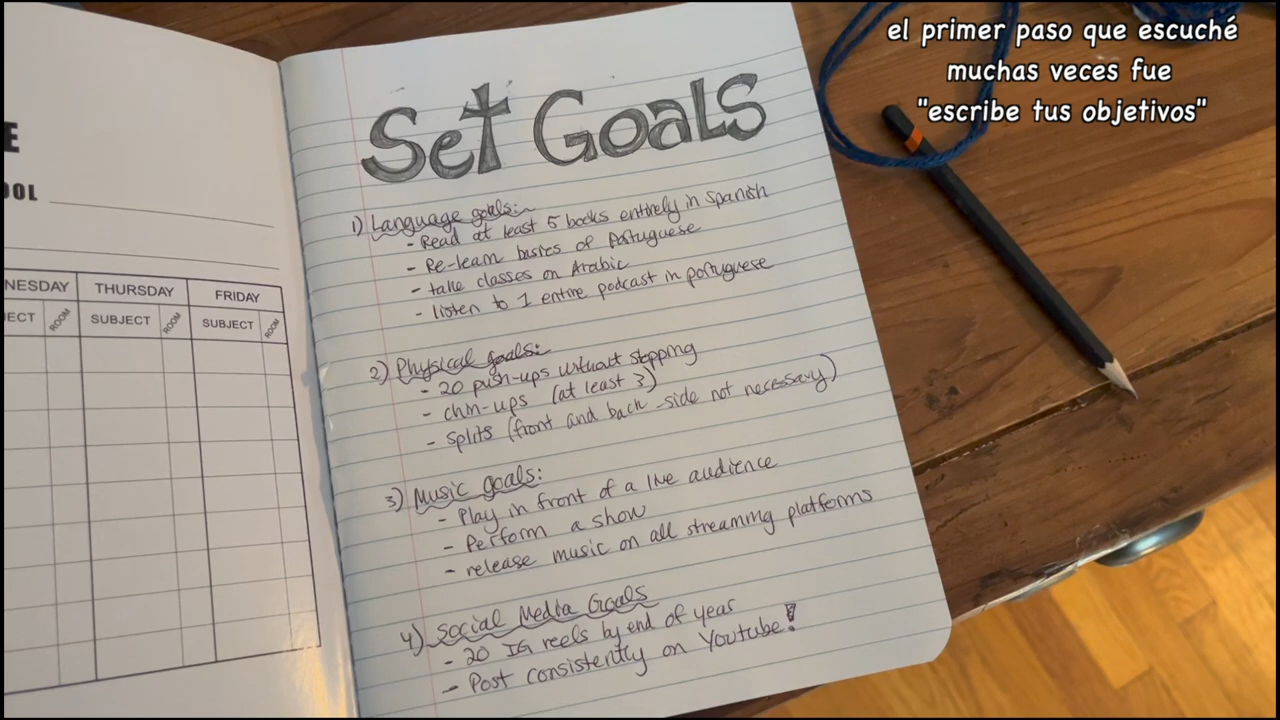 el primer paso que escuché
muchas veces fue
"escribe tus objetivos"
E
OOL
NESDAY THURSDAY FRIDAY
ECT ROOM SUBJECT ROOM SUBJECT ROOM
Set Goals
1) Language goals:
- Read at least 5 books entirely in Spanish
- Re-learn basics of Portuguese
- take classes on Arabic
- listen to 1 entire podcast in portuguese
2) Physical goals:
- 20 push-ups without stopping
- chin-ups (at least 3)
- splits (front and back - side not necessary)
3) Music goals:
- Play in front of a live audience
- Perform a show
- release music on all streaming platforms
4) Social Media Goals
- 20 IG reels by end of year
- Post consistently on Youtube!